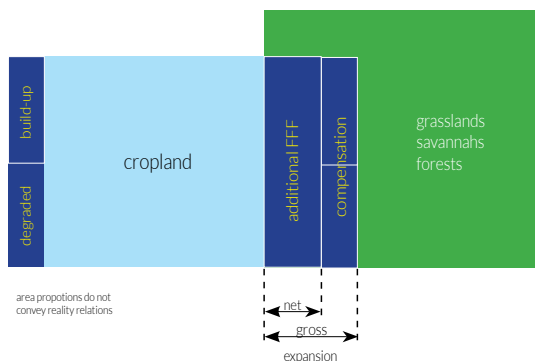 build-up
degraded
cropland
additional FFF
compensation
grasslands
savannahs
forests
area propotions do not
convey reality relations
net
gross
expansion